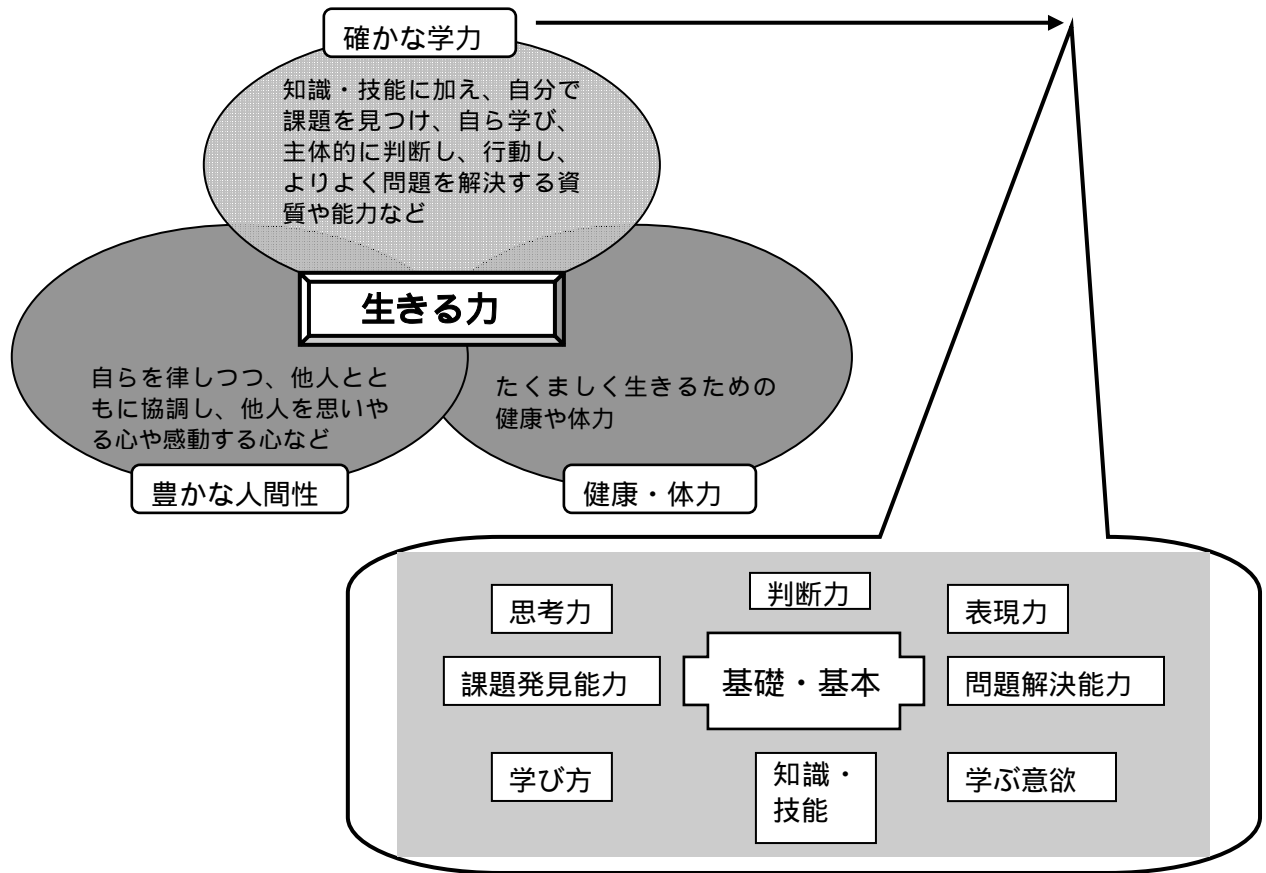 確かな学力
知識・技能に加え、自分で
課題を見つけ、自ら学び、
主体的に判断し、行動し、
よりよく問題を解決する資
質や能力など
生きる力
自らを律しつつ、他人とと
もに協調し、他人を思いや
る心や感動する心など
豊かな人間性
たくましく生きるための
健康や体力
健康・体力
思考力
判断力
表現力
課題発見能力
基礎・基本
問題解決能力
学び方
知識・
技能
学ぶ意欲